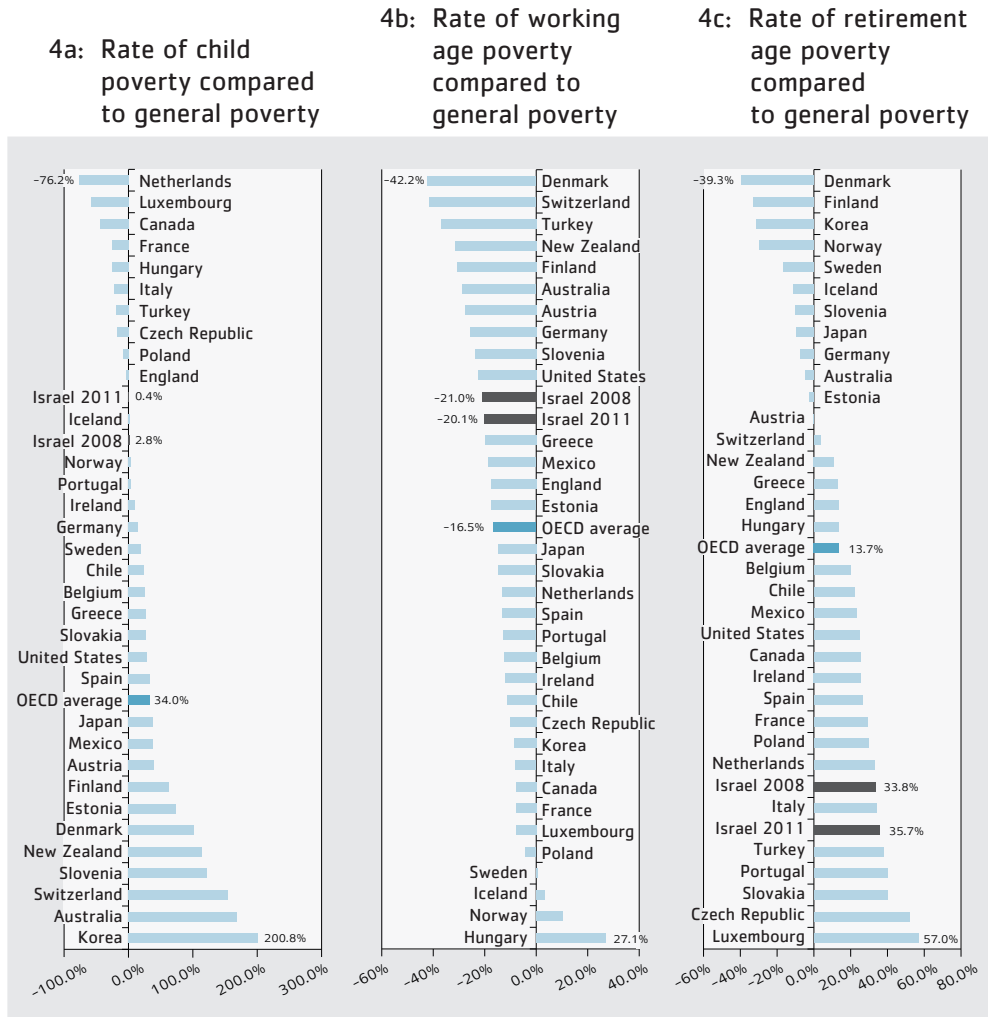 4a: Rate of child
poverty compared
to general poverty
4b: Rate of working
age poverty
compared to
general poverty
4c: Rate of retirement
age poverty
compared
to general poverty
−76.2% Netherlands
Luxembourg
Canada
France
Hungary
Italy
Turkey
Czech Republic
Poland
England
Israel 2011 0.4%
Iceland
Israel 2008 2.8%
Norway
Portugal
Ireland
Germany
Sweden
Chile
Belgium
Greece
Slovakia
United States
Spain
OECD average 34.0%
Japan
Mexico
Austria
Finland
Estonia
Denmark
New Zealand
Slovenia
Switzerland
Australia
Korea 200.8%
−100.0% 0.0% 100.0% 200.0% 300.0%
−42.2% Denmark
Switzerland
Turkey
New Zealand
Finland
Australia
Austria
Germany
Slovenia
United States
−21.0% Israel 2008
−20.1% Israel 2011
Greece
Mexico
England
Estonia
−16.5% OECD average
Japan
Slovakia
Netherlands
Spain
Portugal
Belgium
Ireland
Chile
Czech Republic
Korea
Italy
Canada
France
Luxembourg
Poland
Sweden
Iceland
Norway
Hungary 27.1%
−60% −40.0% −20.0% 0.0% 20.0% 40.0%
−39.3% Denmark
Finland
Korea
Norway
Sweden
Iceland
Slovenia
Japan
Germany
Australia
Estonia
Austria
Switzerland
New Zealand
Greece
England
Hungary
OECD average 13.7%
Belgium
Chile
Mexico
United States
Canada
Ireland
Spain
France
Poland
Netherlands
Israel 2008 33.8%
Italy
Israel 2011 35.7%
Turkey
Portugal
Slovakia
Czech Republic
Luxembourg 57.0%
−60% −40.0% −20.0% 0.0% 20.0% 40.0% 60.0% 80.0%